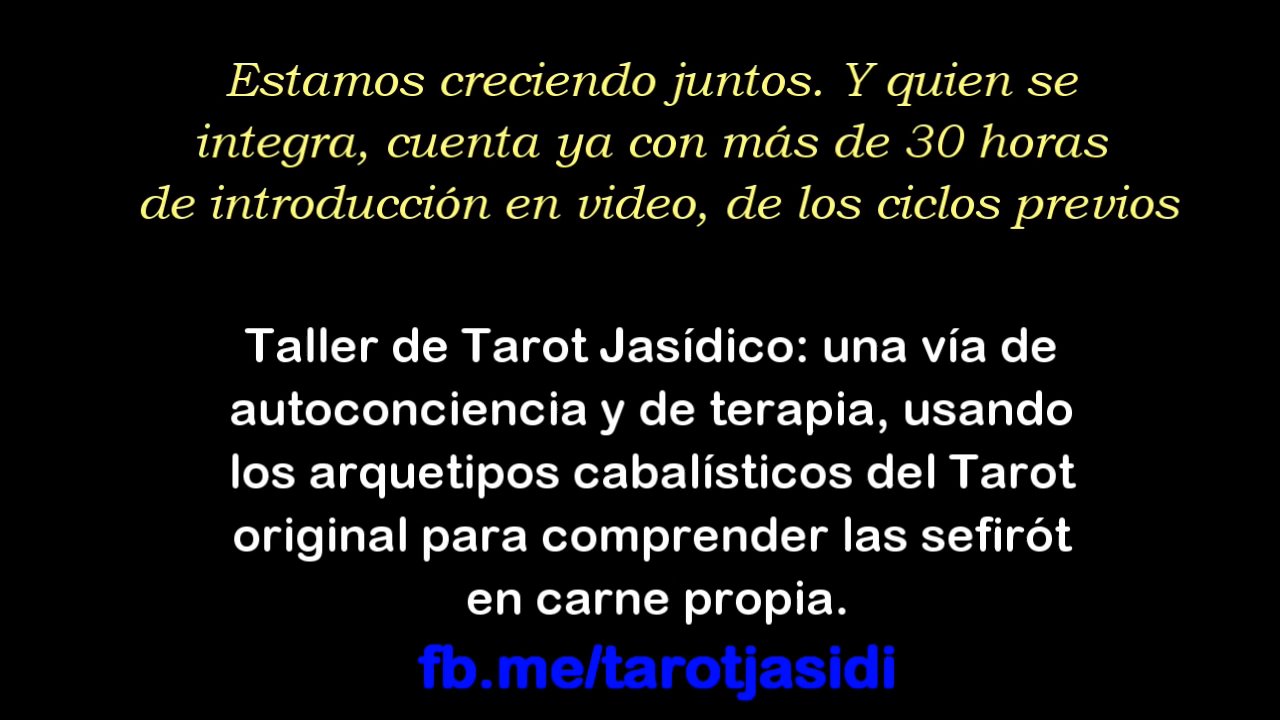 Estamos creciendo juntos. Y quien se
integra, cuenta ya con más de 30 horas
de introducción en video, de los ciclos previos
Taller de Tarot Jasídico: una vía de
autoconciencia y de terapia, usando
los arquetipos cabalísticos del Tarot
original para comprender las sefirót
en carne propia.
fb.me/tarotjasidi